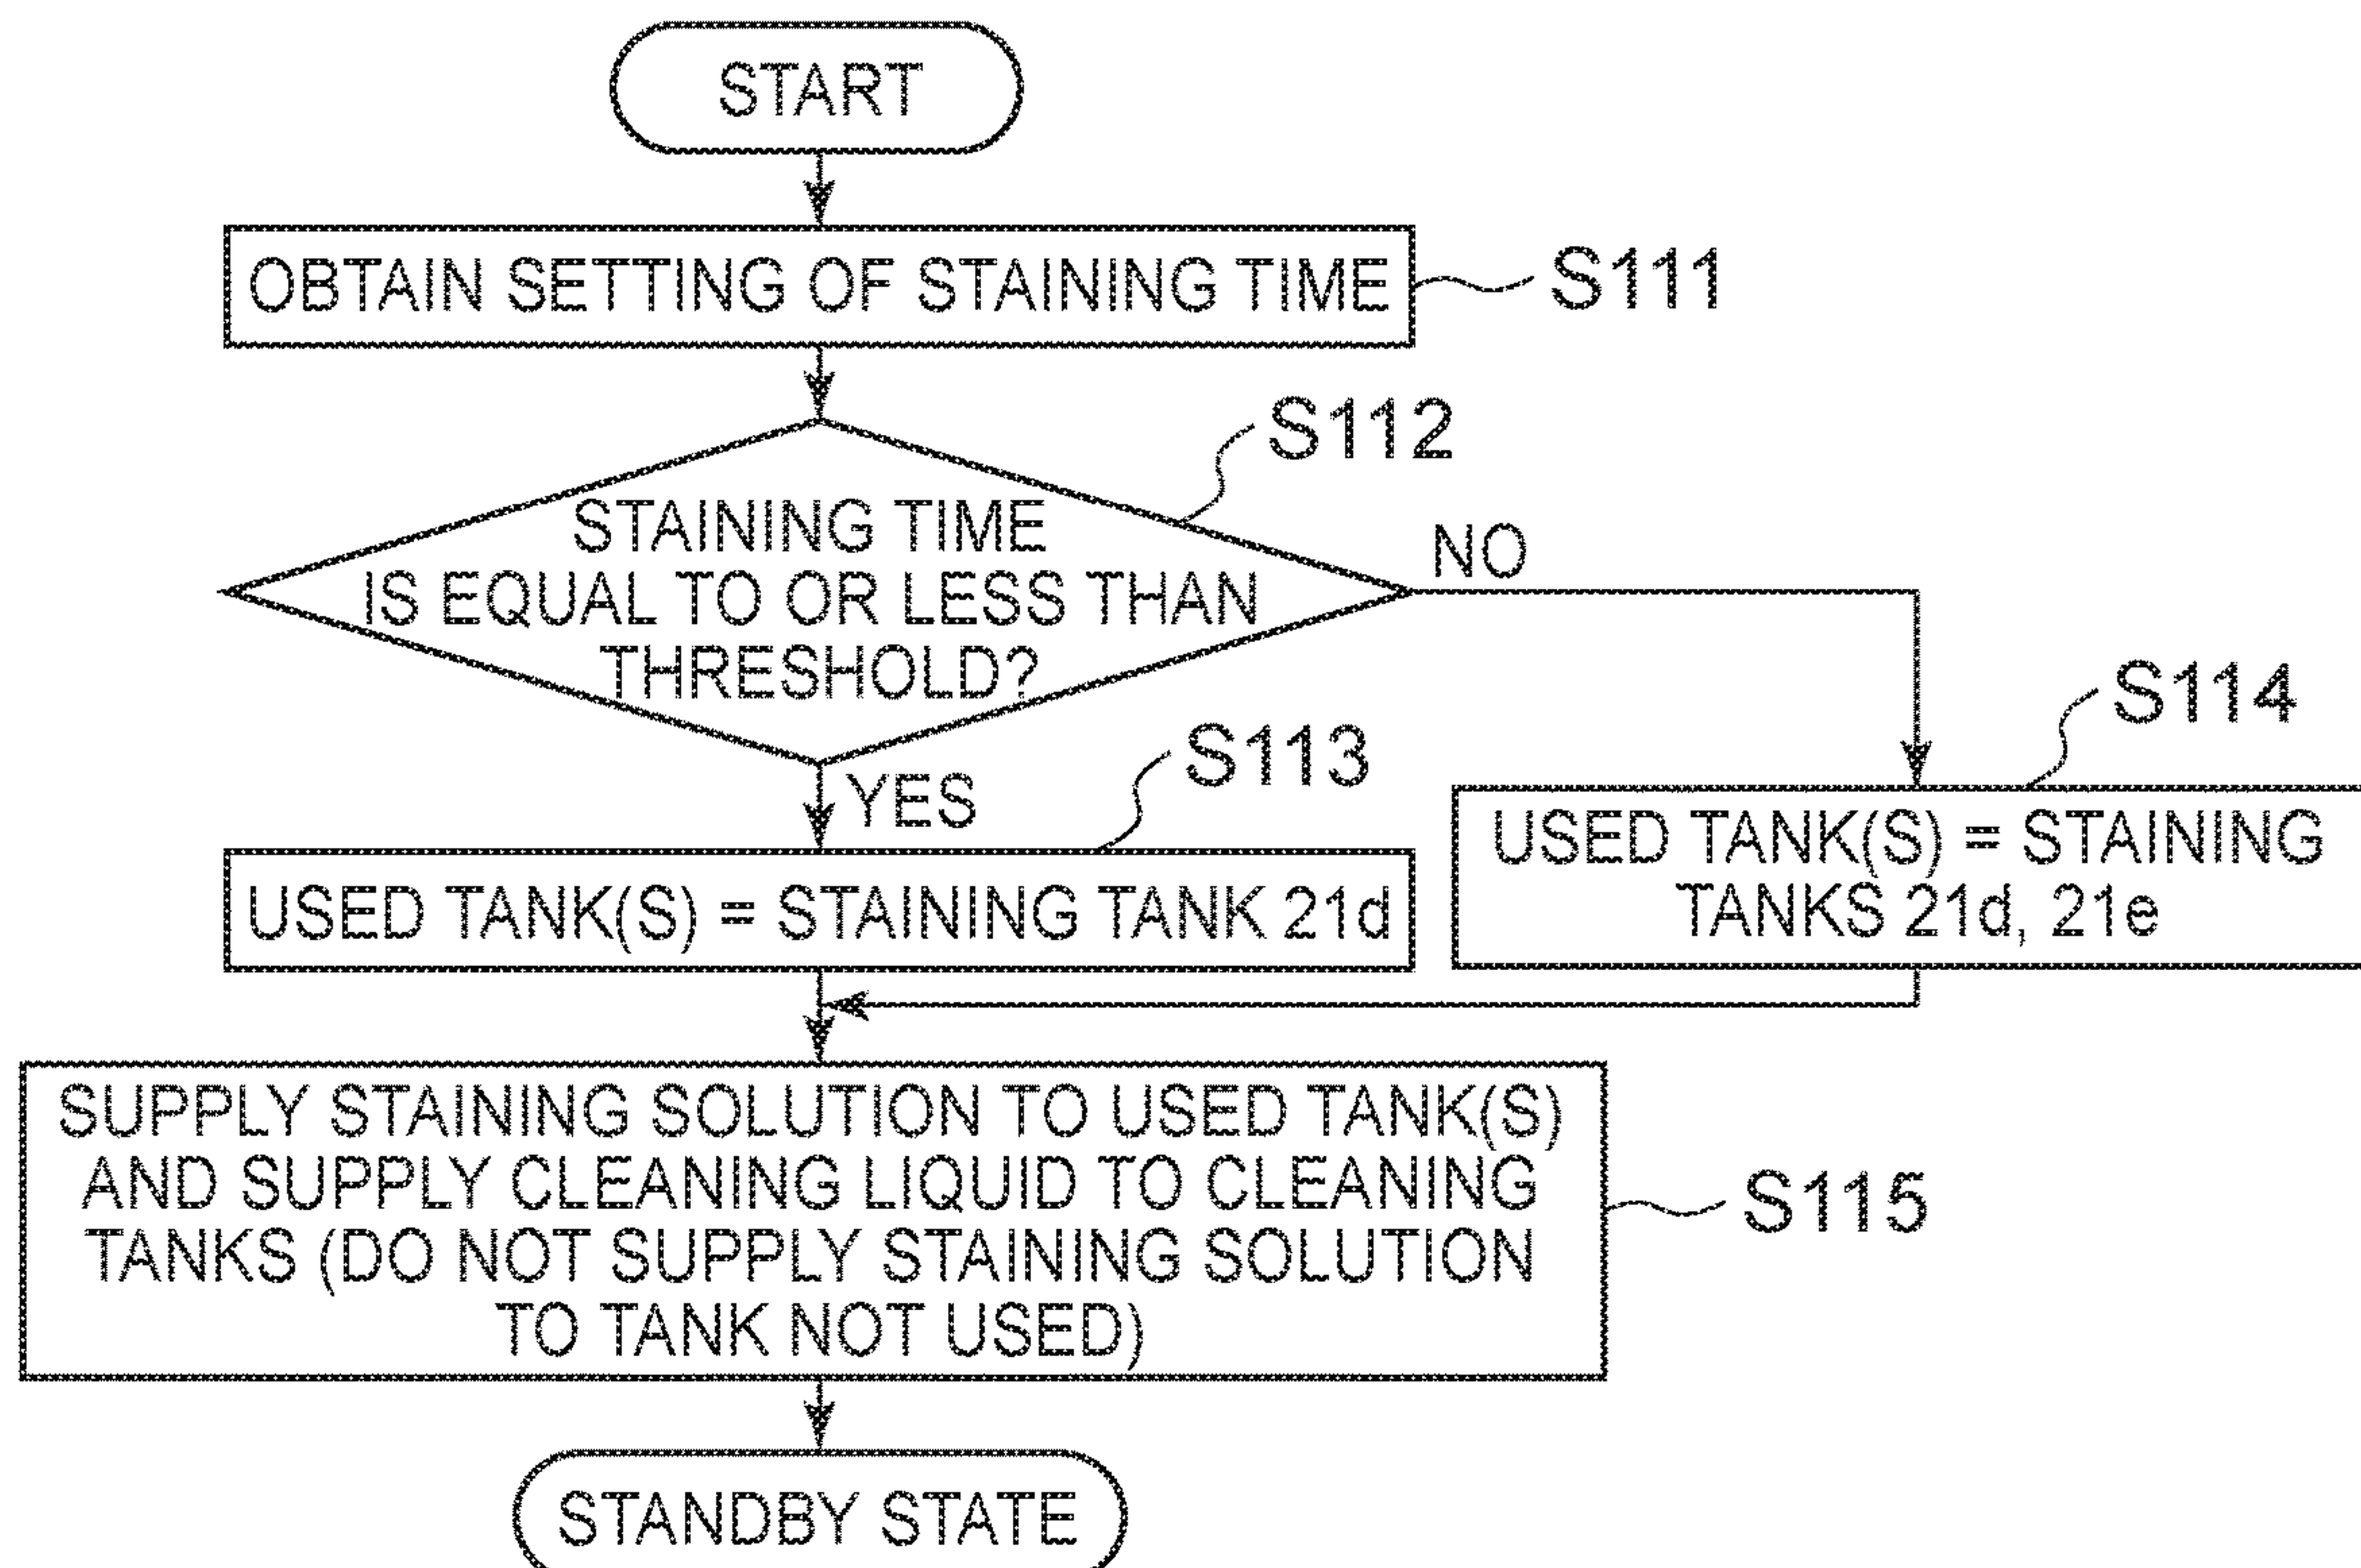 START
OBTAIN SETTING OF STAINING TIME
S111
S112
STAINING TIME
IS EQUAL TO OR LESS THAN
THRESHOLD?
NO
YES
S113
S114
USED TANK(S) = STAINING TANK 21d
USED TANK(S) = STAINING
TANKS 21d, 21e
SUPPLY STAINING SOLUTION TO USED TANK(S)
AND SUPPLY CLEANING LIQUID TO CLEANING
TANKS (DO NOT SUPPLY STAINING SOLUTION
TO TANK NOT USED)
S115
STANDBY STATE